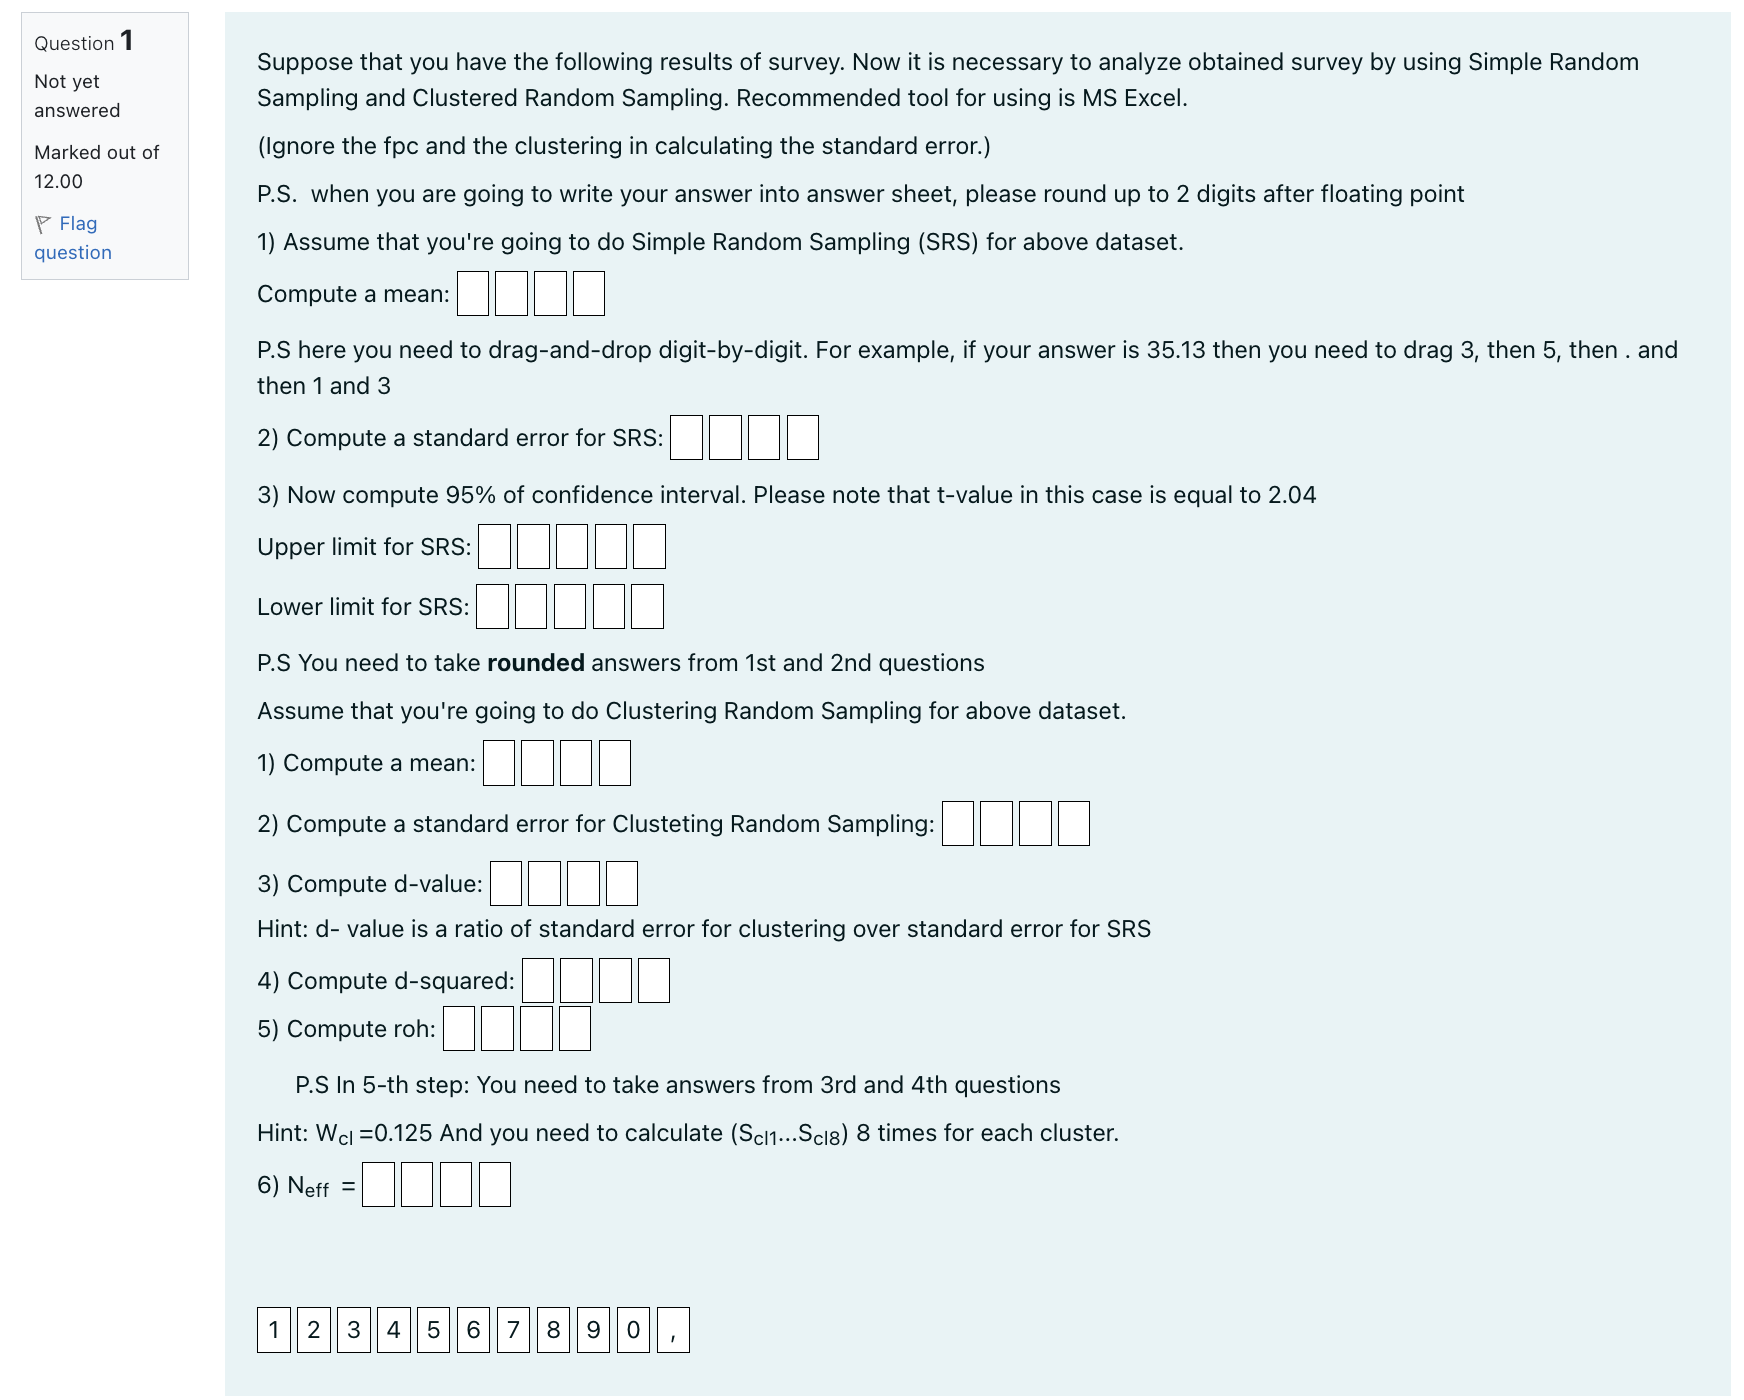 Question 1
Not yet
answered
Marked out of
12.00
Flag
question
Suppose that you have the following results of survey. Now it is necessary to analyze obtained survey by using Simple Random
Sampling and Clustered Random Sampling. Recommended tool for using is MS Excel.
(Ignore the fpc and the clustering in calculating the standard error.)
P.S.  when you are going to write your answer into answer sheet, please round up to 2 digits after floating point
1) Assume that you're going to do Simple Random Sampling (SRS) for above dataset.
Compute a mean:
P.S here you need to drag-and-drop digit-by-digit. For example, if your answer is 35.13 then you need to drag 3, then 5, then . and
then 1 and 3
2) Compute a standard error for SRS:
3) Now compute 95% of confidence interval. Please note that t-value in this case is equal to 2.04
Upper limit for SRS:
Lower limit for SRS:
P.S You need to take rounded answers from 1st and 2nd questions
Assume that you're going to do Clustering Random Sampling for above dataset.
1) Compute a mean:
2) Compute a standard error for Clusteting Random Sampling:
3) Compute d-value:
Hint: d- value is a ratio of standard error for clustering over standard error for SRS
4) Compute d-squared:
5) Compute roh:
P.S In 5-th step: You need to take answers from 3rd and 4th questions
Hint: Wcl =0.125 And you need to calculate (Scl1...Scl8) 8 times for each cluster.
6) Neff =
1 2 3 4 5 6 7 8 9 0 ,